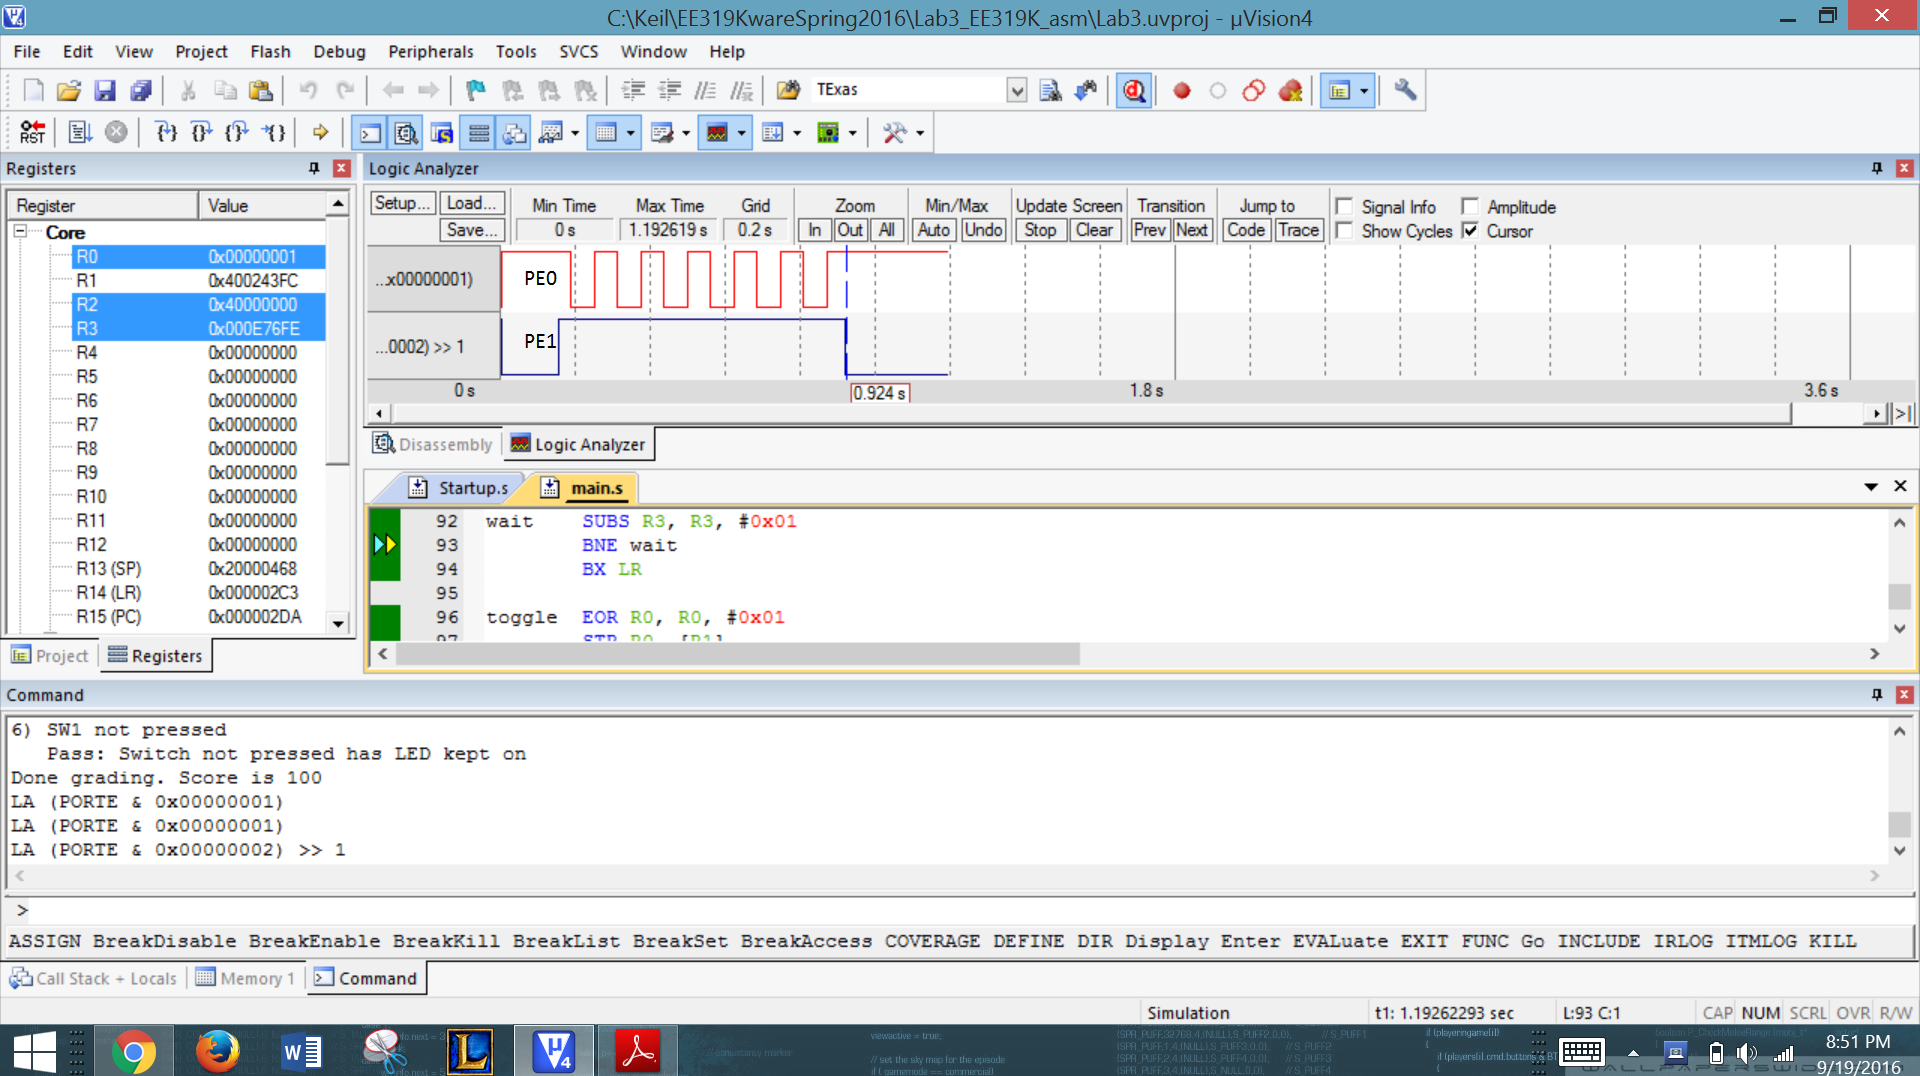 C:\Keil\EE319KwareSpring2016\Lab3_EE319K_asm\Lab3.uvproj - µVision4
File Edit View Project Flash Debug Peripherals Tools SVCS Window Help
TExas
RST
Registers
Register Value
Core
R0 0x00000001
R1 0x400243FC
R2 0x40000000
R3 0x000E76FE
R4 0x00000000
R5 0x00000000
R6 0x00000000
R7 0x00000000
R8 0x00000000
R9 0x00000000
R10 0x00000000
R11 0x00000000
R12 0x00000000
R13 (SP) 0x20000468
R14 (LR) 0x000002C3
R15 (PC) 0x000002DA
Project Registers
Logic Analyzer
Setup... Load... Min Time Max Time Grid Zoom Min/Max Update Screen Transition Jump to Signal Info Amplitude
Save... 0 s 1.192619 s 0.2 s In Out All Auto Undo Stop Clear Prev Next Code Trace Show Cycles Cursor
...x00000001) PE0
...0002) >> 1 PE1
0 s 0.924 s 1.8 s 3.6 s
Disassembly Logic Analyzer
Startup.s main.s
92 wait SUBS R3, R3, #0x01
93 BNE wait
94 BX LR
95
96 toggle EOR R0, R0, #0x01
97 STR R0, [R1]
Command
6) SW1 not pressed
Pass: Switch not pressed has LED kept on
Done grading. Score is 100
LA (PORTE & 0x00000001)
LA (PORTE & 0x00000001)
LA (PORTE & 0x00000002) >> 1
>
ASSIGN BreakDisable BreakEnable BreakKill BreakList BreakSet BreakAccess COVERAGE DEFINE DIR Display Enter EVALuate EXIT FUNC Go INCLUDE IRLOG ITMLOG KILL
Call Stack + Locals Memory 1 Command
Simulation t1: 1.19262293 sec L:93 C:1 CAP NUM SCRL OVR R/W
viewactive = true;
// set the sky map for the episode
8:51 PM
9/19/2016